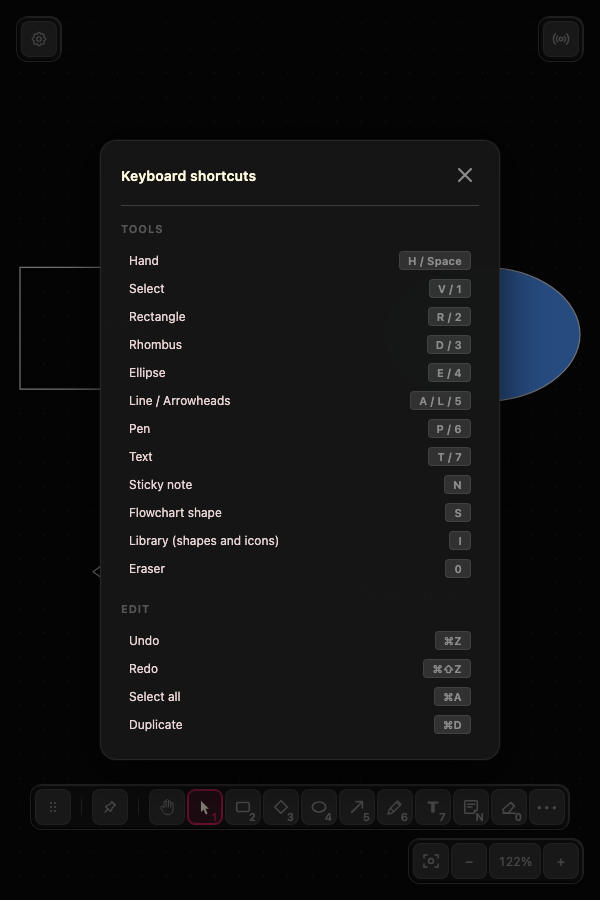 Keyboard shortcuts
TOOLS
Hand H / Space
Select V / 1
Rectangle R / 2
Rhombus D / 3
Ellipse E / 4
Line / Arrowheads A / L / 5
Pen P / 6
Text T / 7
Sticky note N
Flowchart shape S
Library (shapes and icons) I
Eraser 0
EDIT
Undo ⌘Z
Redo ⌘⇧Z
Select all ⌘A
Duplicate ⌘D
1 2 3 4 5 6 T 7 N 0
− 122% +